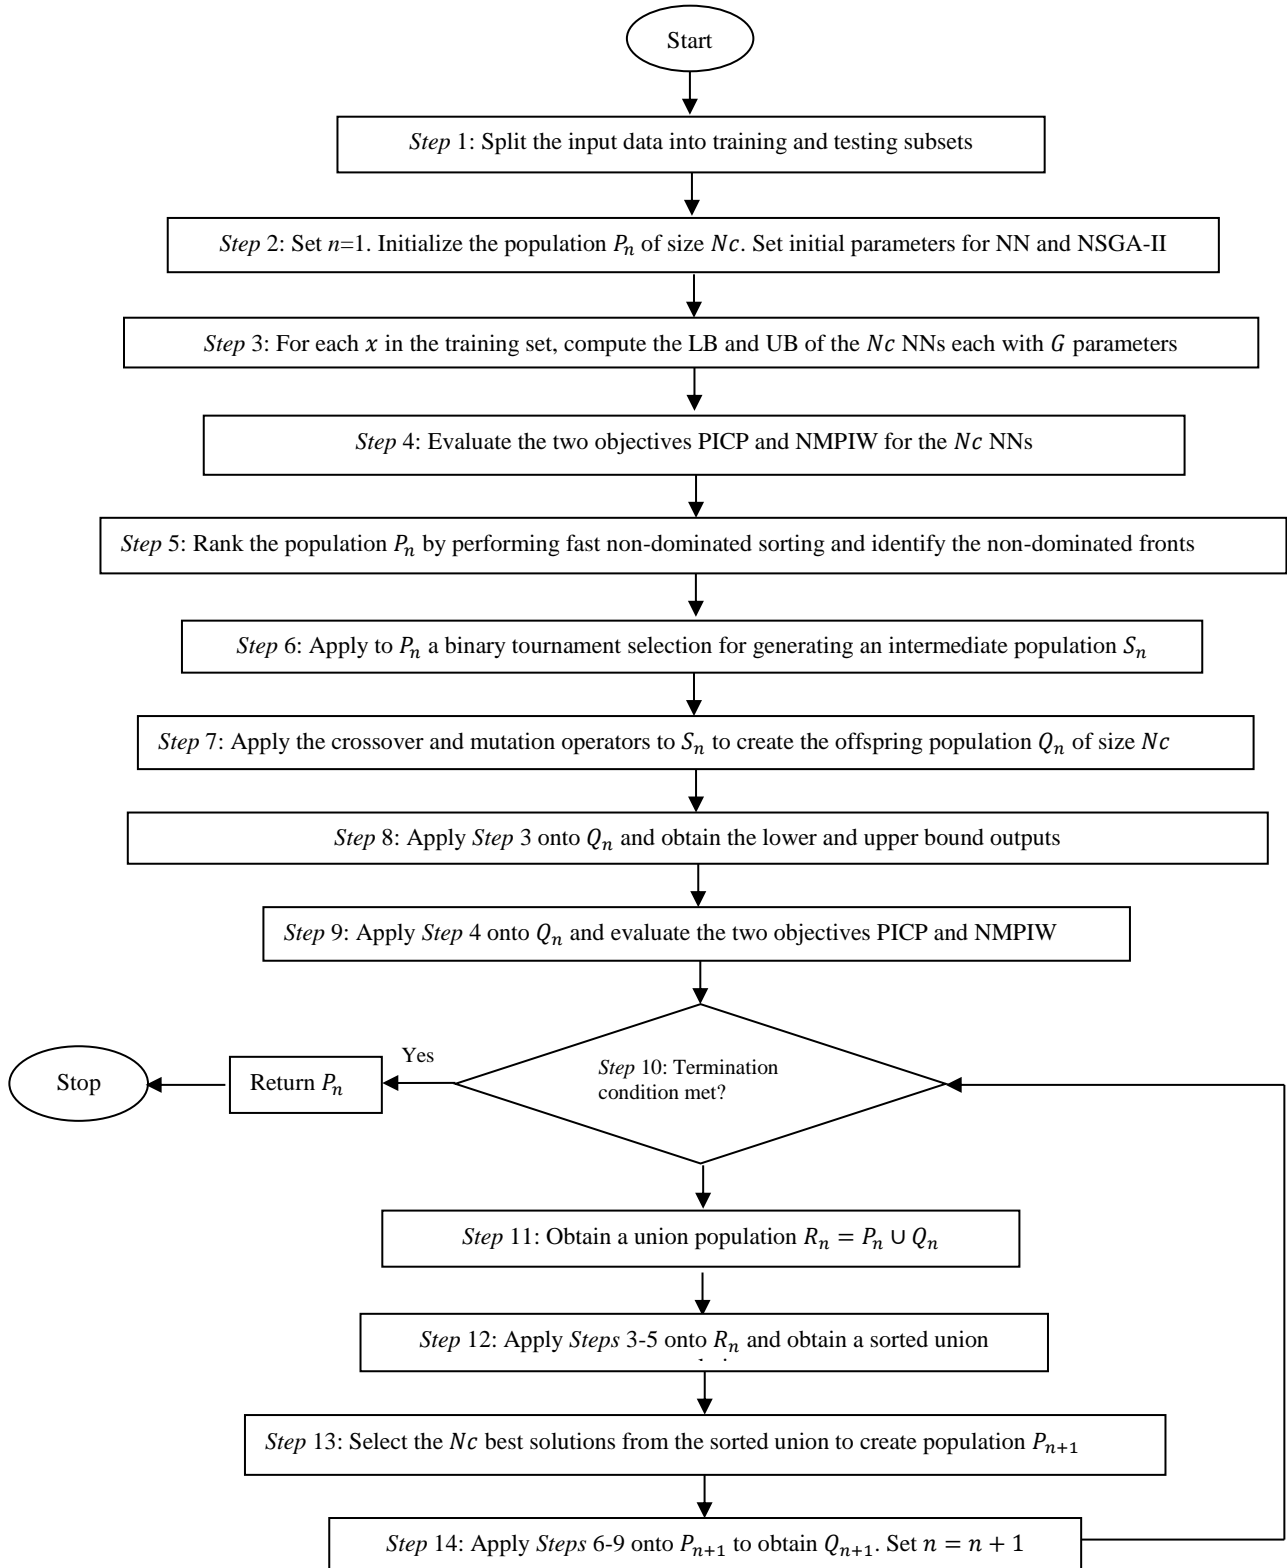 Start
Step 1: Split the input data into training and testing subsets
Step 2: Set n=1. Initialize the population Pₙ of size Nc. Set initial parameters for NN and NSGA-II
Step 3: For each x in the training set, compute the LB and UB of the Nc NNs each with G parameters
Step 4: Evaluate the two objectives PICP and NMPIW for the Nc NNs
Step 5: Rank the population Pₙ by performing fast non-dominated sorting and identify the non-dominated fronts
Step 6: Apply to Pₙ a binary tournament selection for generating an intermediate population Sₙ
Step 7: Apply the crossover and mutation operators to Sₙ to create the offspring population Qₙ of size Nc
Step 8: Apply Step 3 onto Qₙ and obtain the lower and upper bound outputs
Step 9: Apply Step 4 onto Qₙ and evaluate the two objectives PICP and NMPIW
Step 10: Termination
condition met?
Yes
Return Pₙ
Stop
Step 11: Obtain a union population Rₙ = Pₙ ∪ Qₙ
Step 12: Apply Steps 3-5 onto Rₙ and obtain a sorted union
Step 13: Select the Nc best solutions from the sorted union to create population Pₙ₊₁
Step 14: Apply Steps 6-9 onto Pₙ₊₁ to obtain Qₙ₊₁. Set n = n + 1